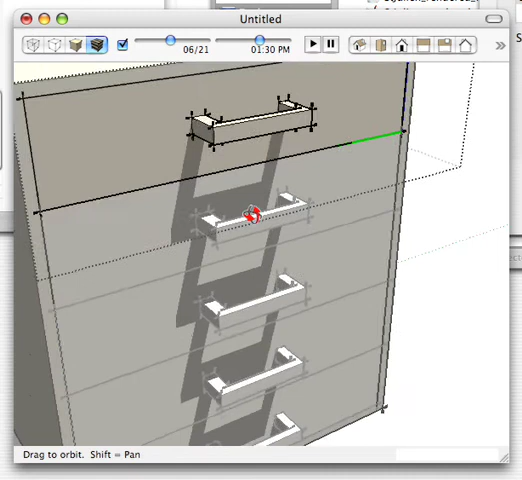 Untitled
06/21
01:30 PM
»
Drag to orbit. Shift = Pan